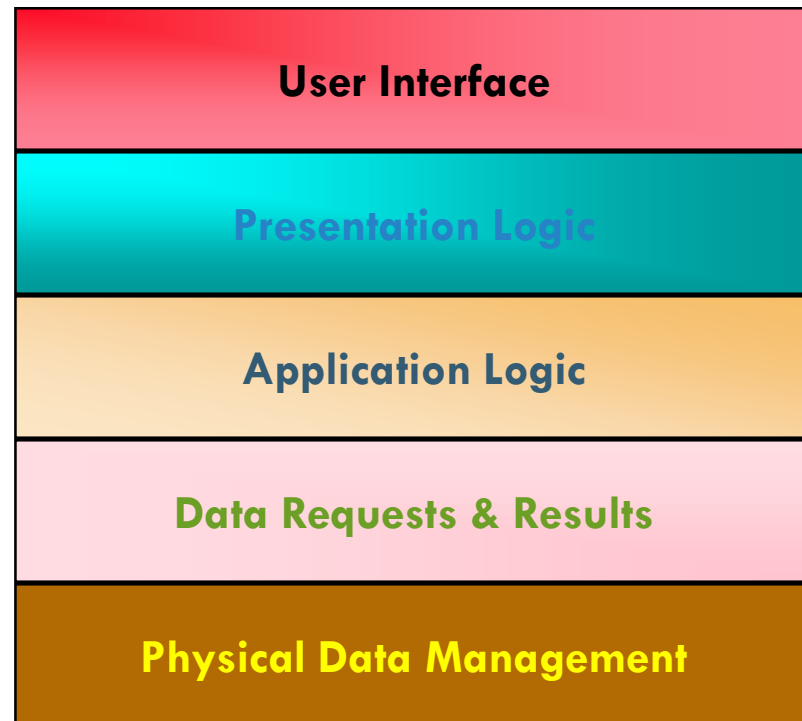 User Interface
Presentation Logic
Application Logic
Data Requests & Results
Physical Data Management